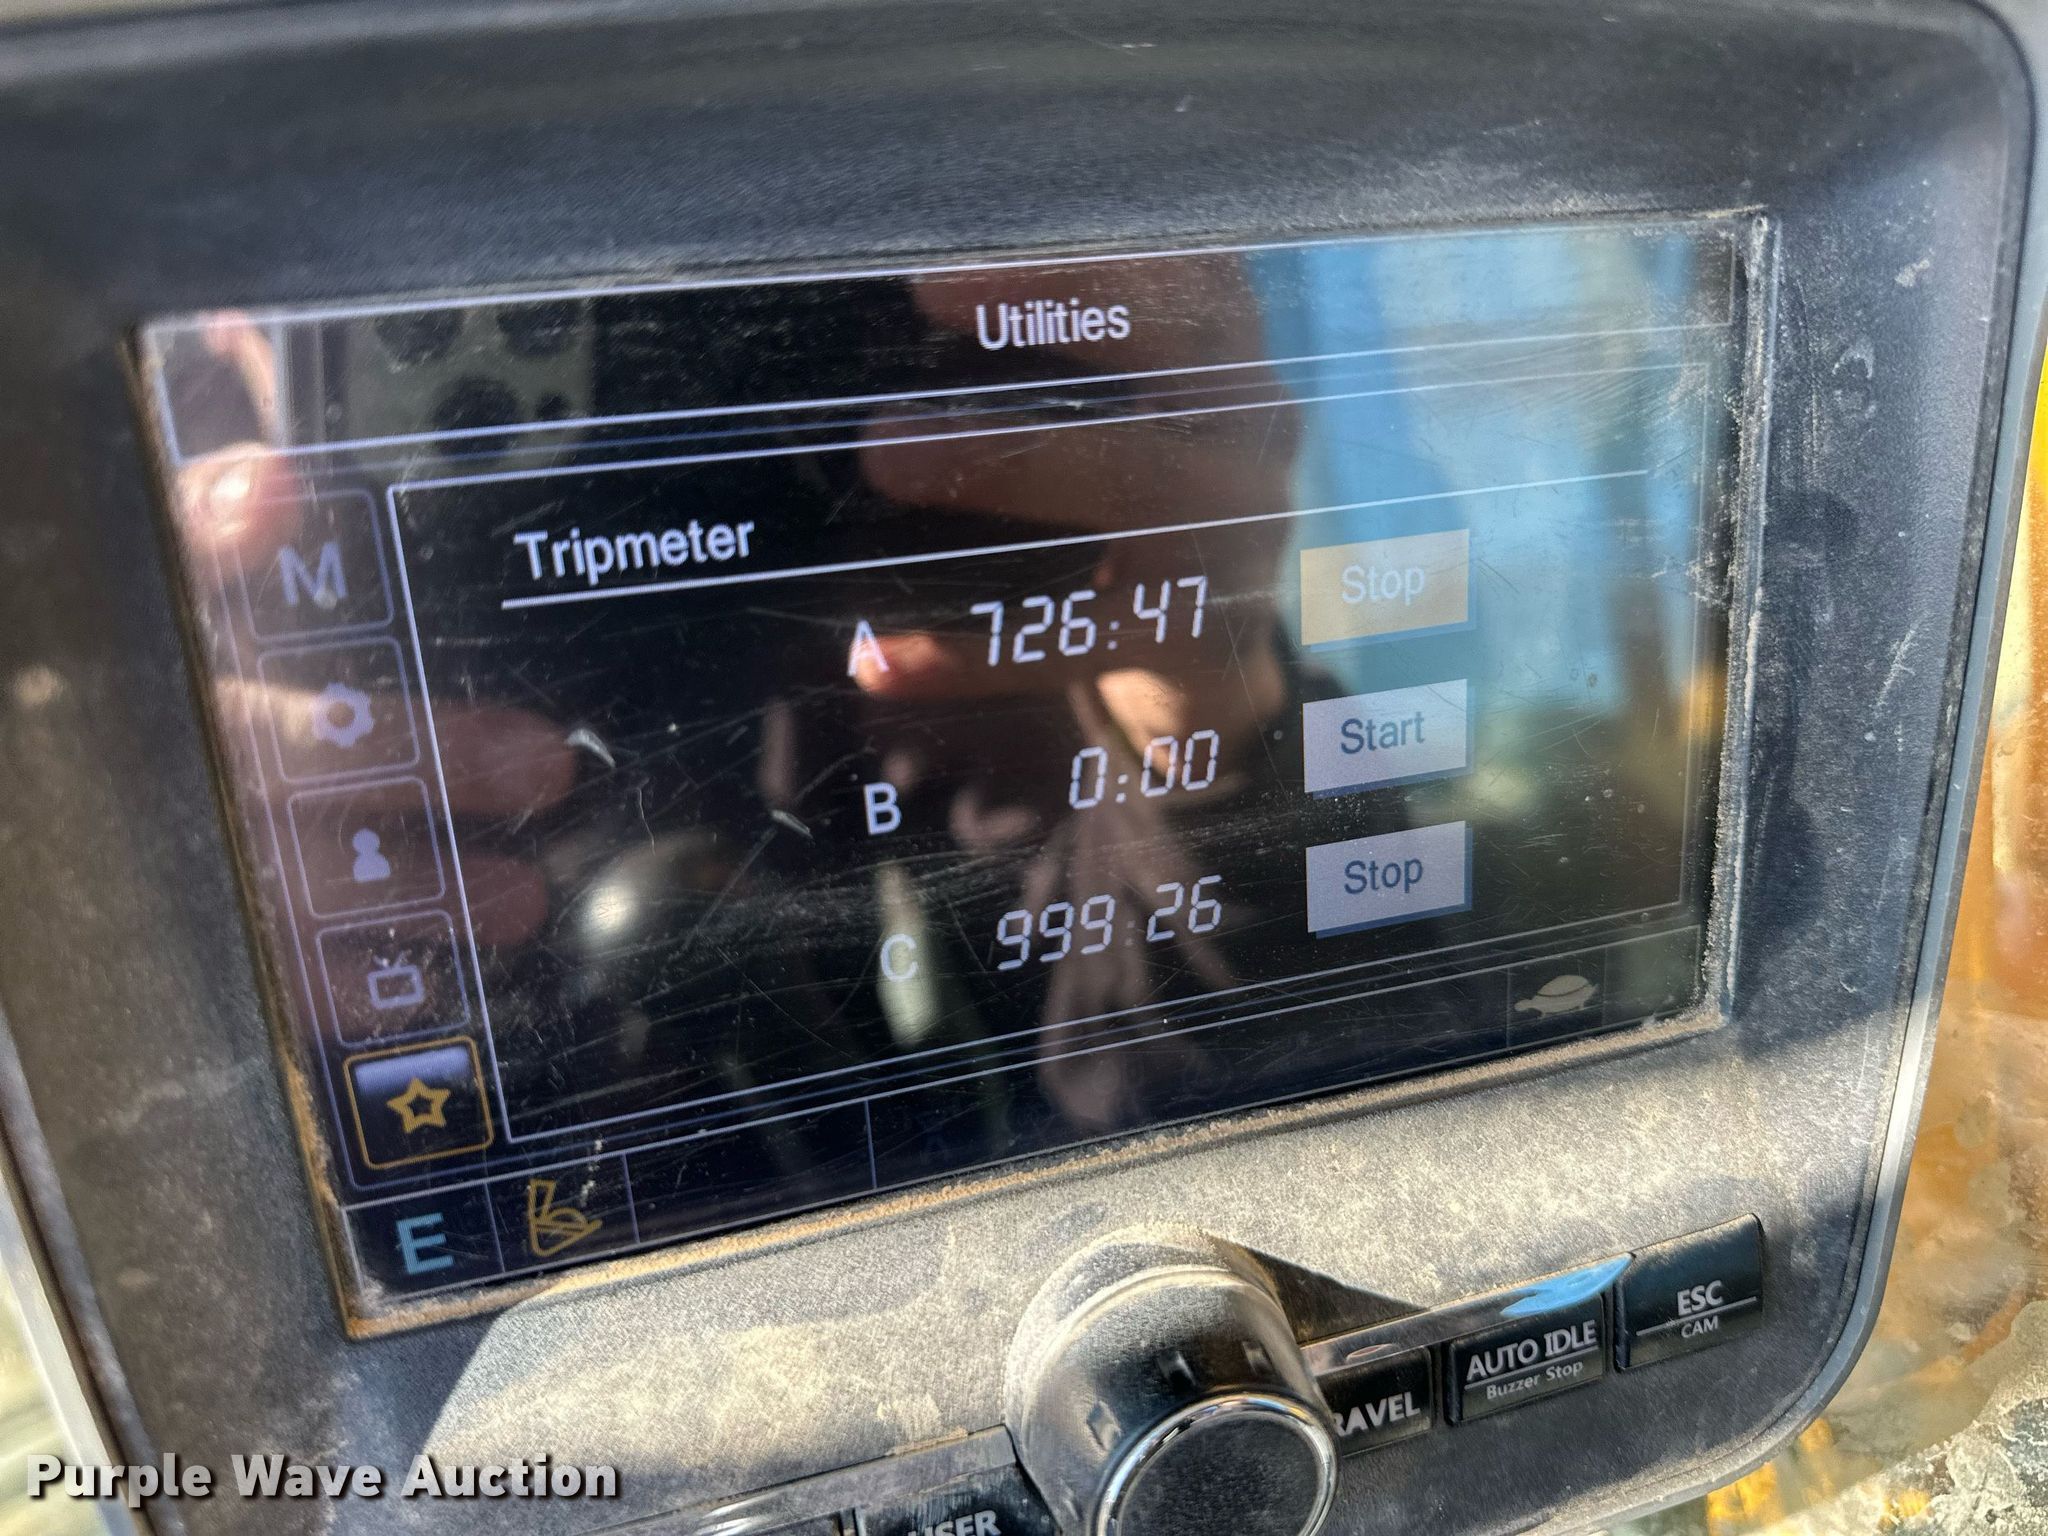 Utilities
M
Tripmeter
A 726:47 Stop
B 0:00 Start
C 999:26 Stop
E
ESC
CAM
AUTO IDLE
Buzzer Stop
RAVEL
USER
Purple Wave Auction